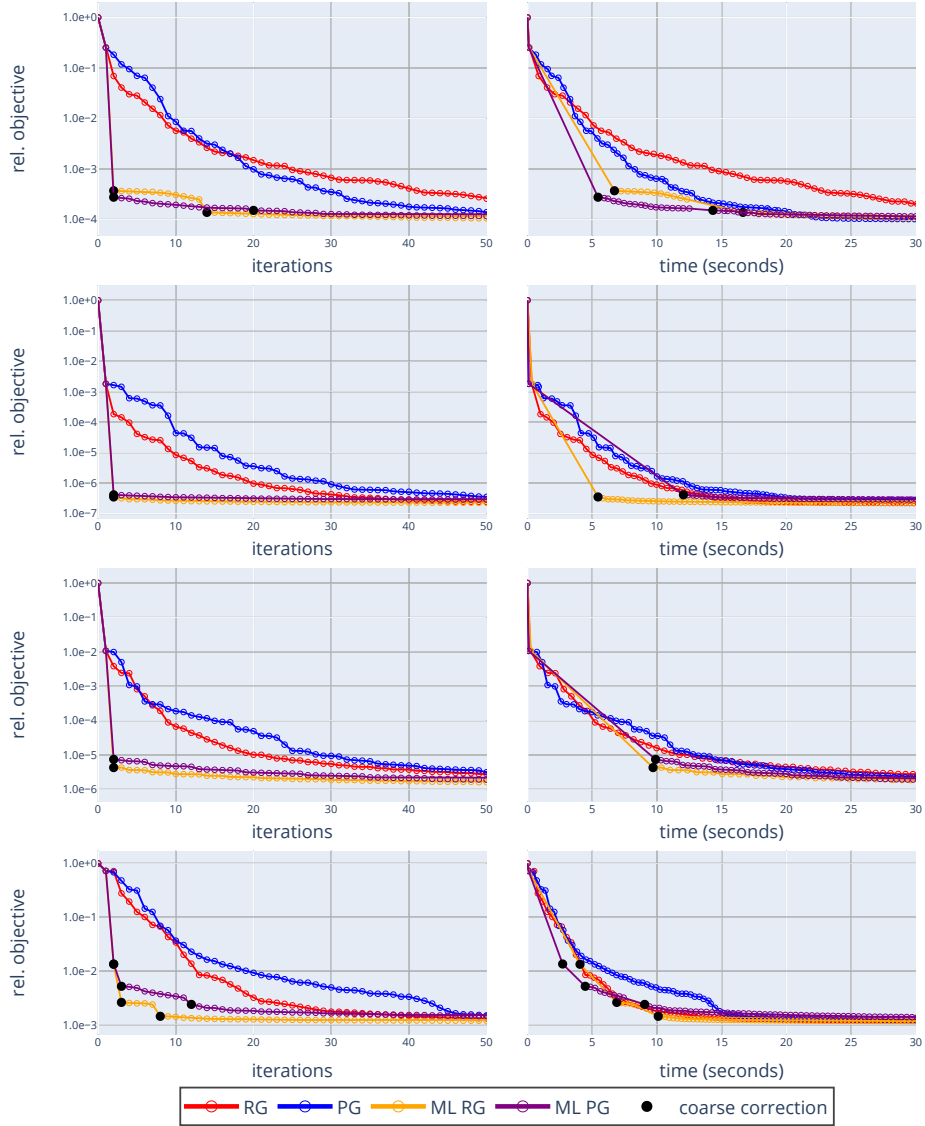 1.0e+0
1.0e−1
1.0e−2
1.0e−3
1.0e−4
rel. objective
0 10 20 30 40 50
iterations
0 5 10 15 20 25 30
time (seconds)
1.0e+0
1.0e−1
1.0e−2
1.0e−3
1.0e−4
1.0e−5
1.0e−6
1.0e−7
rel. objective
0 10 20 30 40 50
iterations
0 5 10 15 20 25 30
time (seconds)
1.0e+0
1.0e−1
1.0e−2
1.0e−3
1.0e−4
1.0e−5
1.0e−6
rel. objective
0 10 20 30 40 50
iterations
0 5 10 15 20 25 30
time (seconds)
1.0e+0
1.0e−1
1.0e−2
1.0e−3
rel. objective
0 10 20 30 40 50
iterations
0 5 10 15 20 25 30
time (seconds)
RG PG ML RG ML PG coarse correction